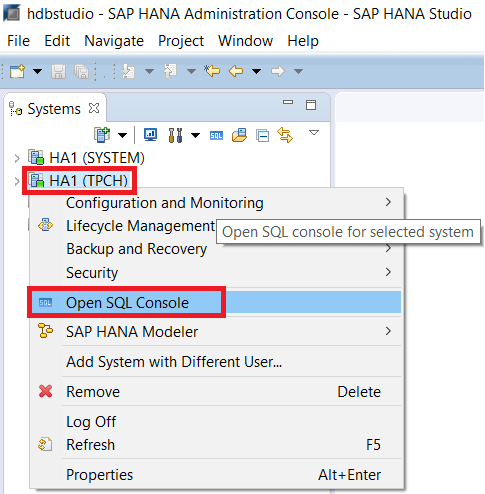 hdbstudio - SAP HANA Administration Console - SAP HANA Studio
File Edit Navigate Project Window Help
Systems
SQL
HA1 (SYSTEM)
HA1 (TPCH)
Configuration and Monitoring
Lifecycle Management
Open SQL console for selected system
Backup and Recovery
Security
SQL Open SQL Console
SAP HANA Modeler
Add System with Different User...
Remove Delete
Log Off
Refresh F5
Properties Alt+Enter